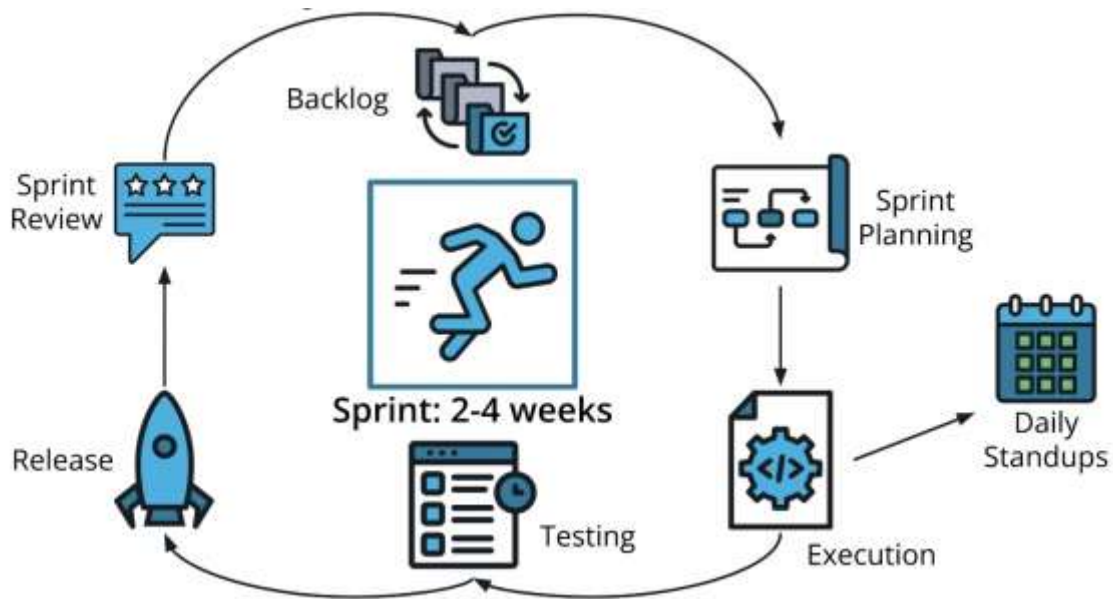 Backlog
Sprint
Review
Sprint
Planning
Sprint: 2-4 weeks
Daily
Standups
Release
Testing
Execution